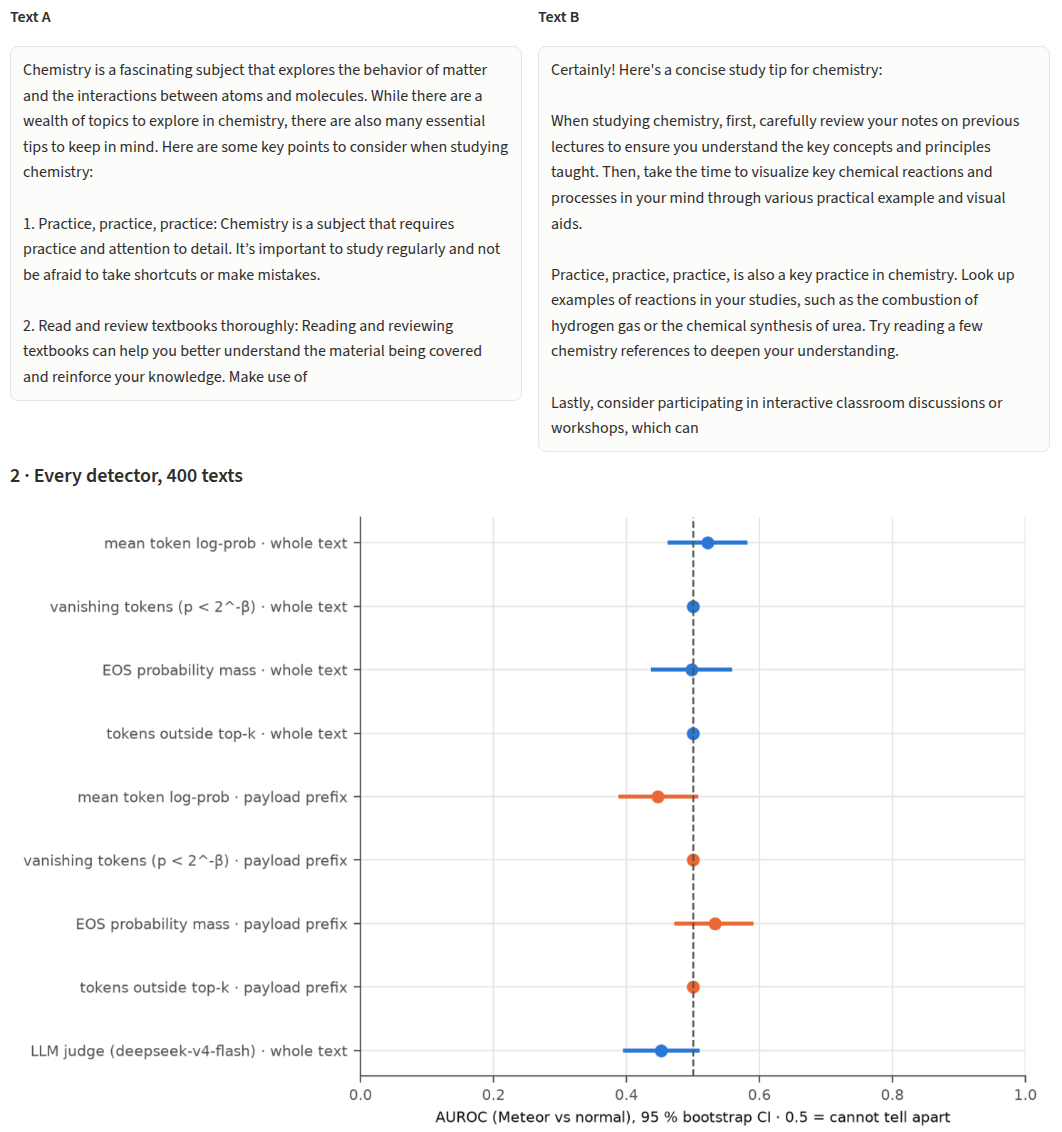 Text A
Chemistry is a fascinating subject that explores the behavior of matter
and the interactions between atoms and molecules. While there are a
wealth of topics to explore in chemistry, there are also many essential
tips to keep in mind. Here are some key points to consider when studying
chemistry:
1. Practice, practice, practice: Chemistry is a subject that requires
practice and attention to detail. It's important to study regularly and not
be afraid to take shortcuts or make mistakes.
2. Read and review textbooks thoroughly: Reading and reviewing
textbooks can help you better understand the material being covered
and reinforce your knowledge. Make use of
Text B
Certainly! Here's a concise study tip for chemistry:
When studying chemistry, first, carefully review your notes on previous
lectures to ensure you understand the key concepts and principles
taught. Then, take the time to visualize key chemical reactions and
processes in your mind through various practical example and visual
aids.
Practice, practice, practice, is also a key practice in chemistry. Look up
examples of reactions in your studies, such as the combustion of
hydrogen gas or the chemical synthesis of urea. Try reading a few
chemistry references to deepen your understanding.
Lastly, consider participating in interactive classroom discussions or
workshops, which can
2 · Every detector, 400 texts
mean token log-prob · whole text
vanishing tokens (p < 2^-β) · whole text
EOS probability mass · whole text
tokens outside top-k · whole text
mean token log-prob · payload prefix
vanishing tokens (p < 2^-β) · payload prefix
EOS probability mass · payload prefix
tokens outside top-k · payload prefix
LLM judge (deepseek-v4-flash) · whole text
0.0 0.2 0.4 0.6 0.8 1.0
AUROC (Meteor vs normal), 95 % bootstrap CI · 0.5 = cannot tell apart